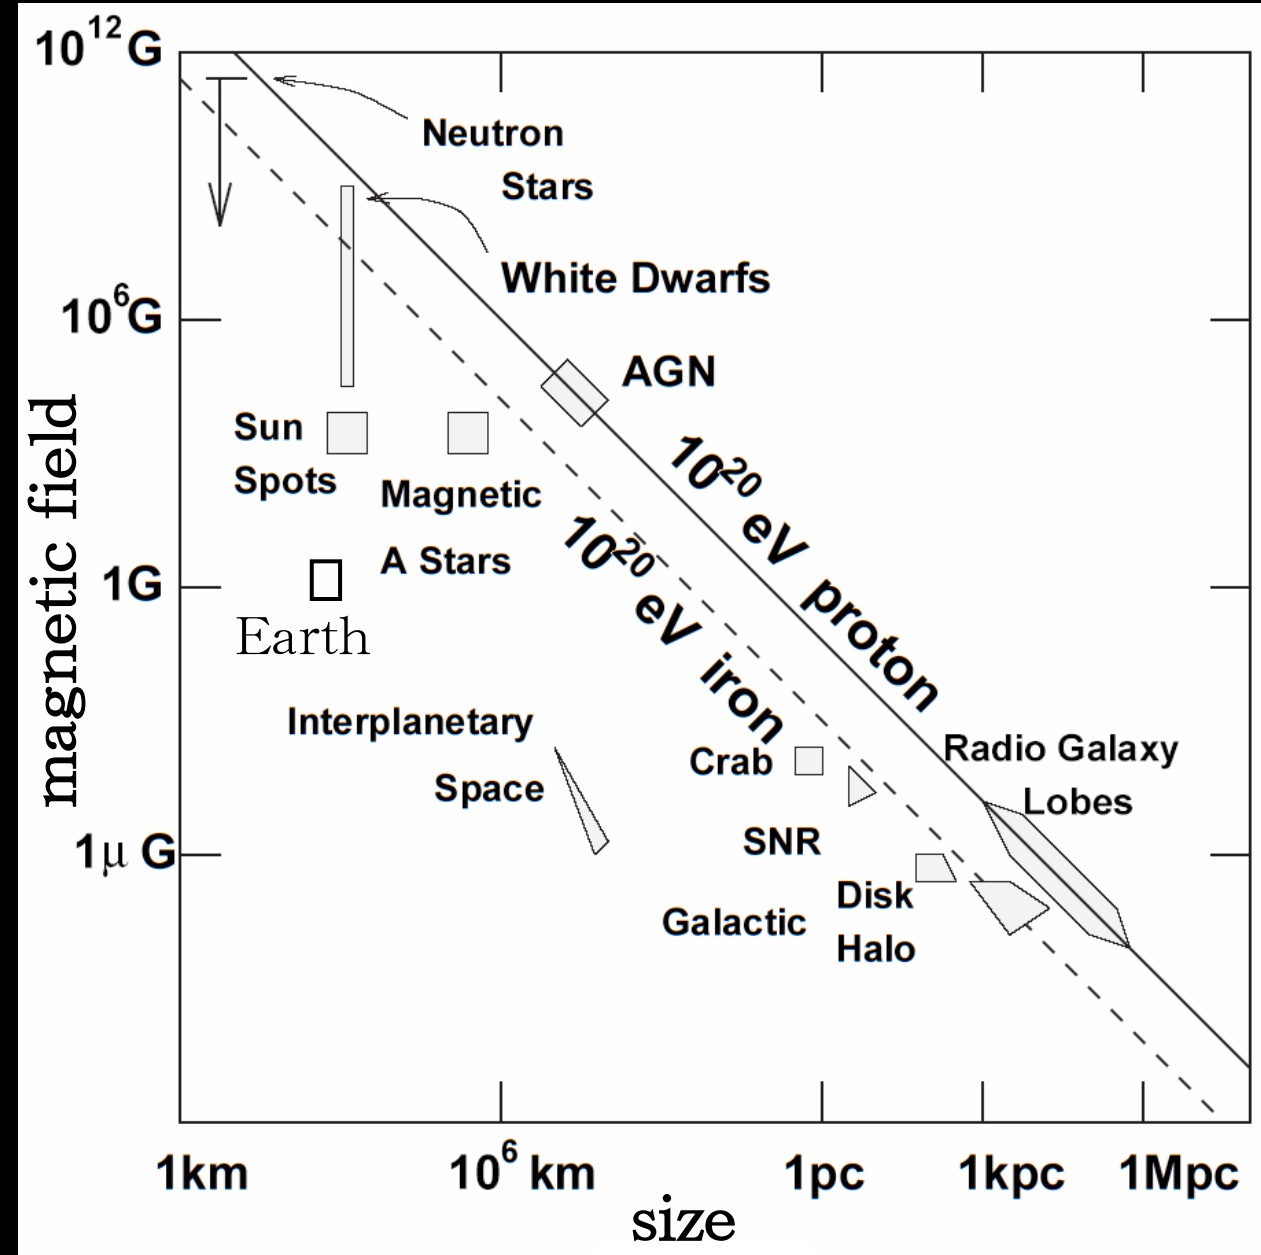 10¹²G
Neutron
Stars
White Dwarfs
10⁶G
AGN
Sun
Spots
Magnetic
A Stars
10²⁰ eV proton
10²⁰ eV iron
1G
Earth
magnetic field
Interplanetary
Space
Crab
Radio Galaxy
Lobes
SNR
1μ G
Disk
Galactic
Halo
1km
10⁶ km
1pc
1kpc
1Mpc
size